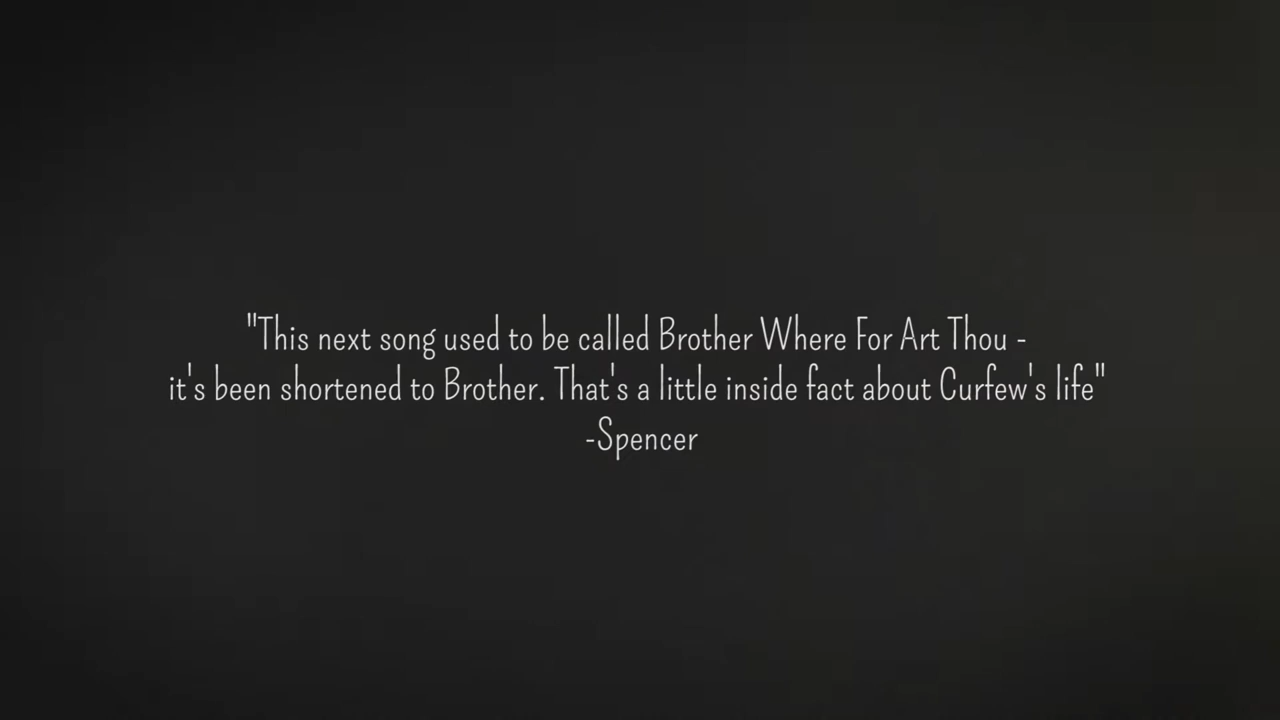 "This next song used to be called Brother Where For Art Thou -
it's been shortened to Brother. That's a little inside fact about Curfew's life"
-Spencer